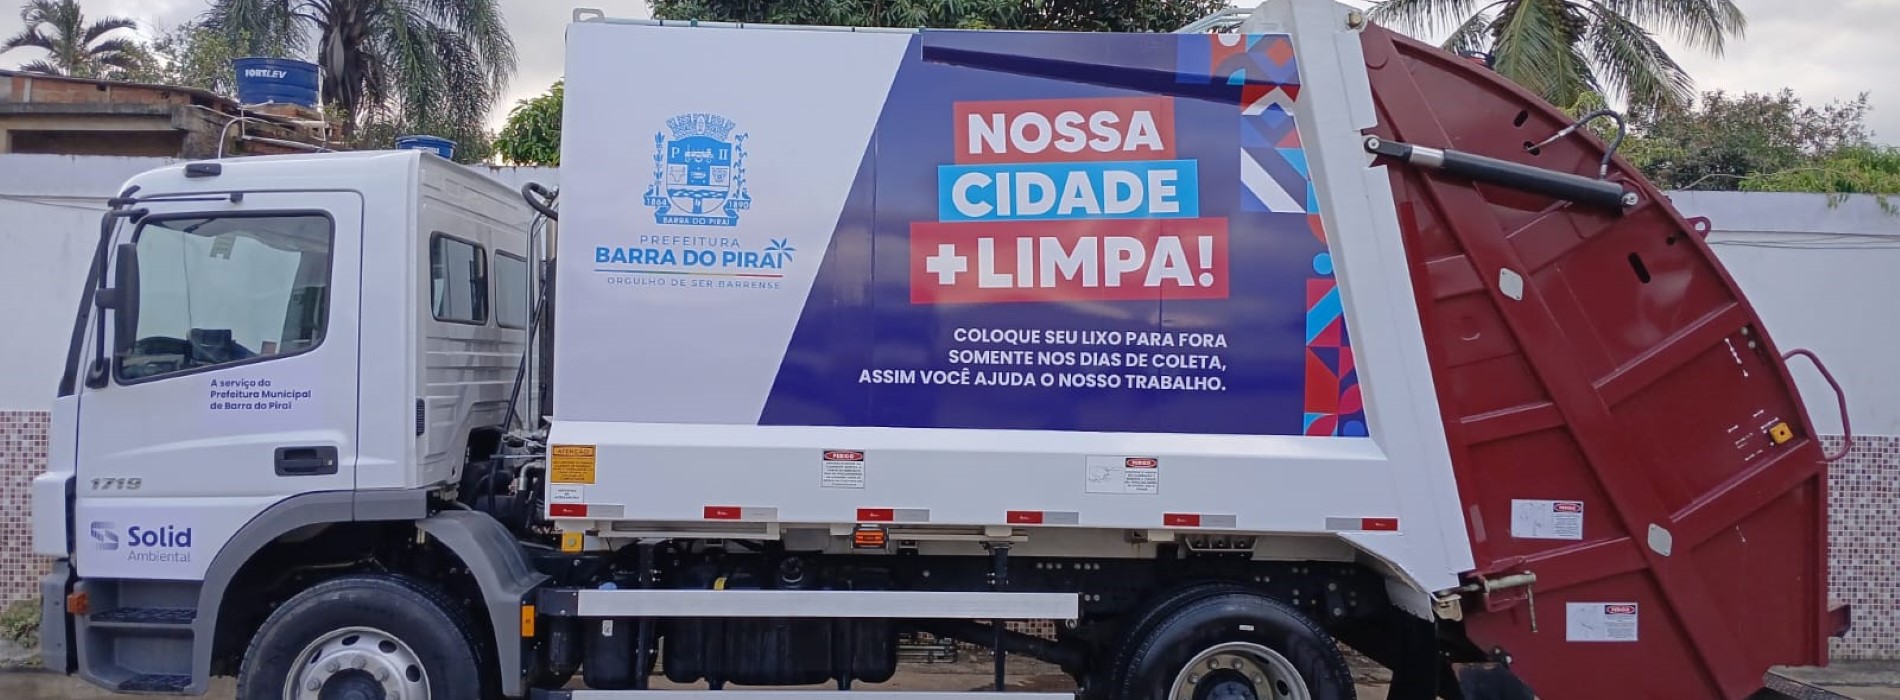 FORTLEV
NOSSA
CIDADE
+LIMPA!
COLOQUE SEU LIXO PARA FORA
SOMENTE NOS DIAS DE COLETA,
ASSIM VOCÊ AJUDA O NOSSO TRABALHO.
P II
1864 1890
BARRA DO PIRAÍ
PREFEITURA
BARRA DO PIRAÍ
ORGULHO DE SER BARRENSE
A serviço da
Prefeitura Municipal
de Barra do Piraí
1719
Solid
Ambiental
ATENÇÃO
PERIGO
PERIGO
PERIGO
PERIGO